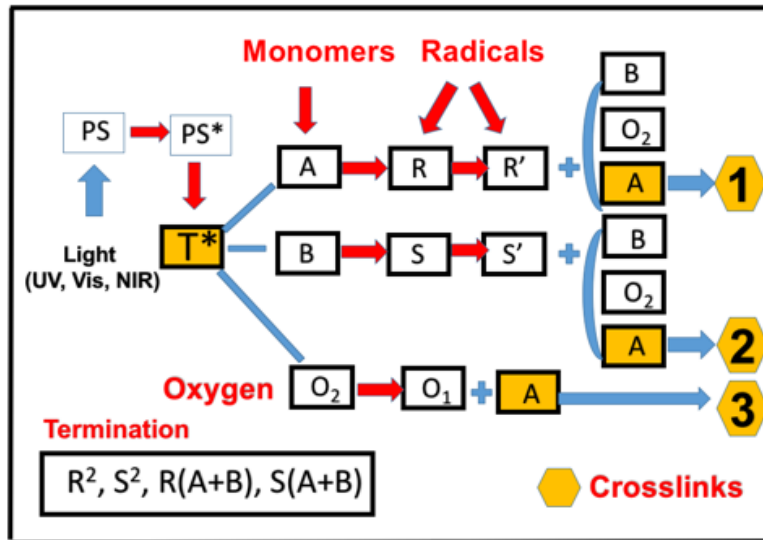 Monomers Radicals
B
PS PS*
O₂
A R R' +
A 1
Light
(UV, Vis, NIR)
T*
B S S' +
B
O₂
A 2
Oxygen O₂ O₁ + A 3
Termination
R², S², R(A+B), S(A+B)
Crosslinks